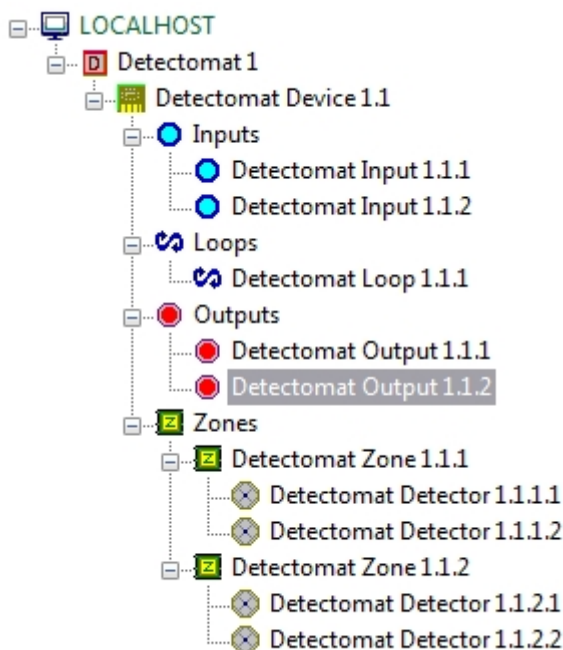 LOCALHOST
D Detectomat 1
Detectomat Device 1.1
Inputs
Detectomat Input 1.1.1
Detectomat Input 1.1.2
Loops
Detectomat Loop 1.1.1
Outputs
Detectomat Output 1.1.1
Detectomat Output 1.1.2
Z Zones
Z Detectomat Zone 1.1.1
Detectomat Detector 1.1.1.1
Detectomat Detector 1.1.1.2
Z Detectomat Zone 1.1.2
Detectomat Detector 1.1.2.1
Detectomat Detector 1.1.2.2